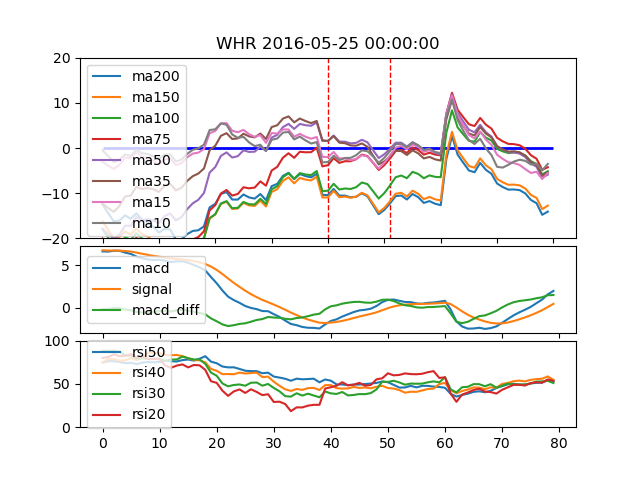 WHR 2016-05-25 00:00:00
20
10
0
−10
−20
ma200
ma150
ma100
ma75
ma50
ma35
ma15
ma10
5
0
macd
signal
macd_diff
100
50
0
rsi50
rsi40
rsi30
rsi20
0 10 20 30 40 50 60 70 80